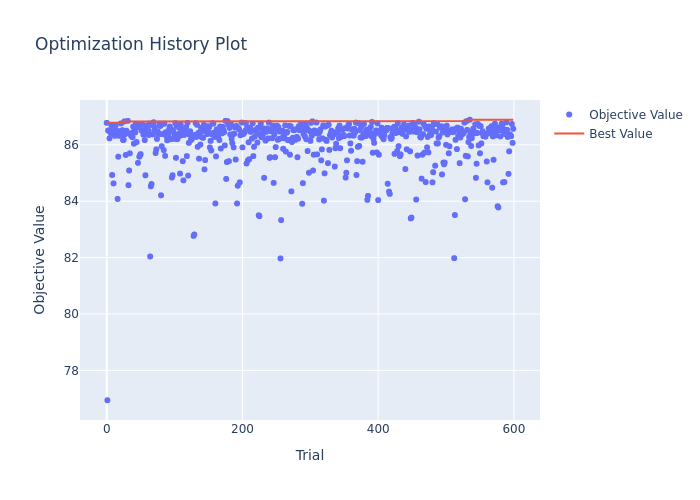 Optimization History Plot
Objective Value
Best Value
86
84
82
80
78
0
200
400
600
Trial
Objective Value